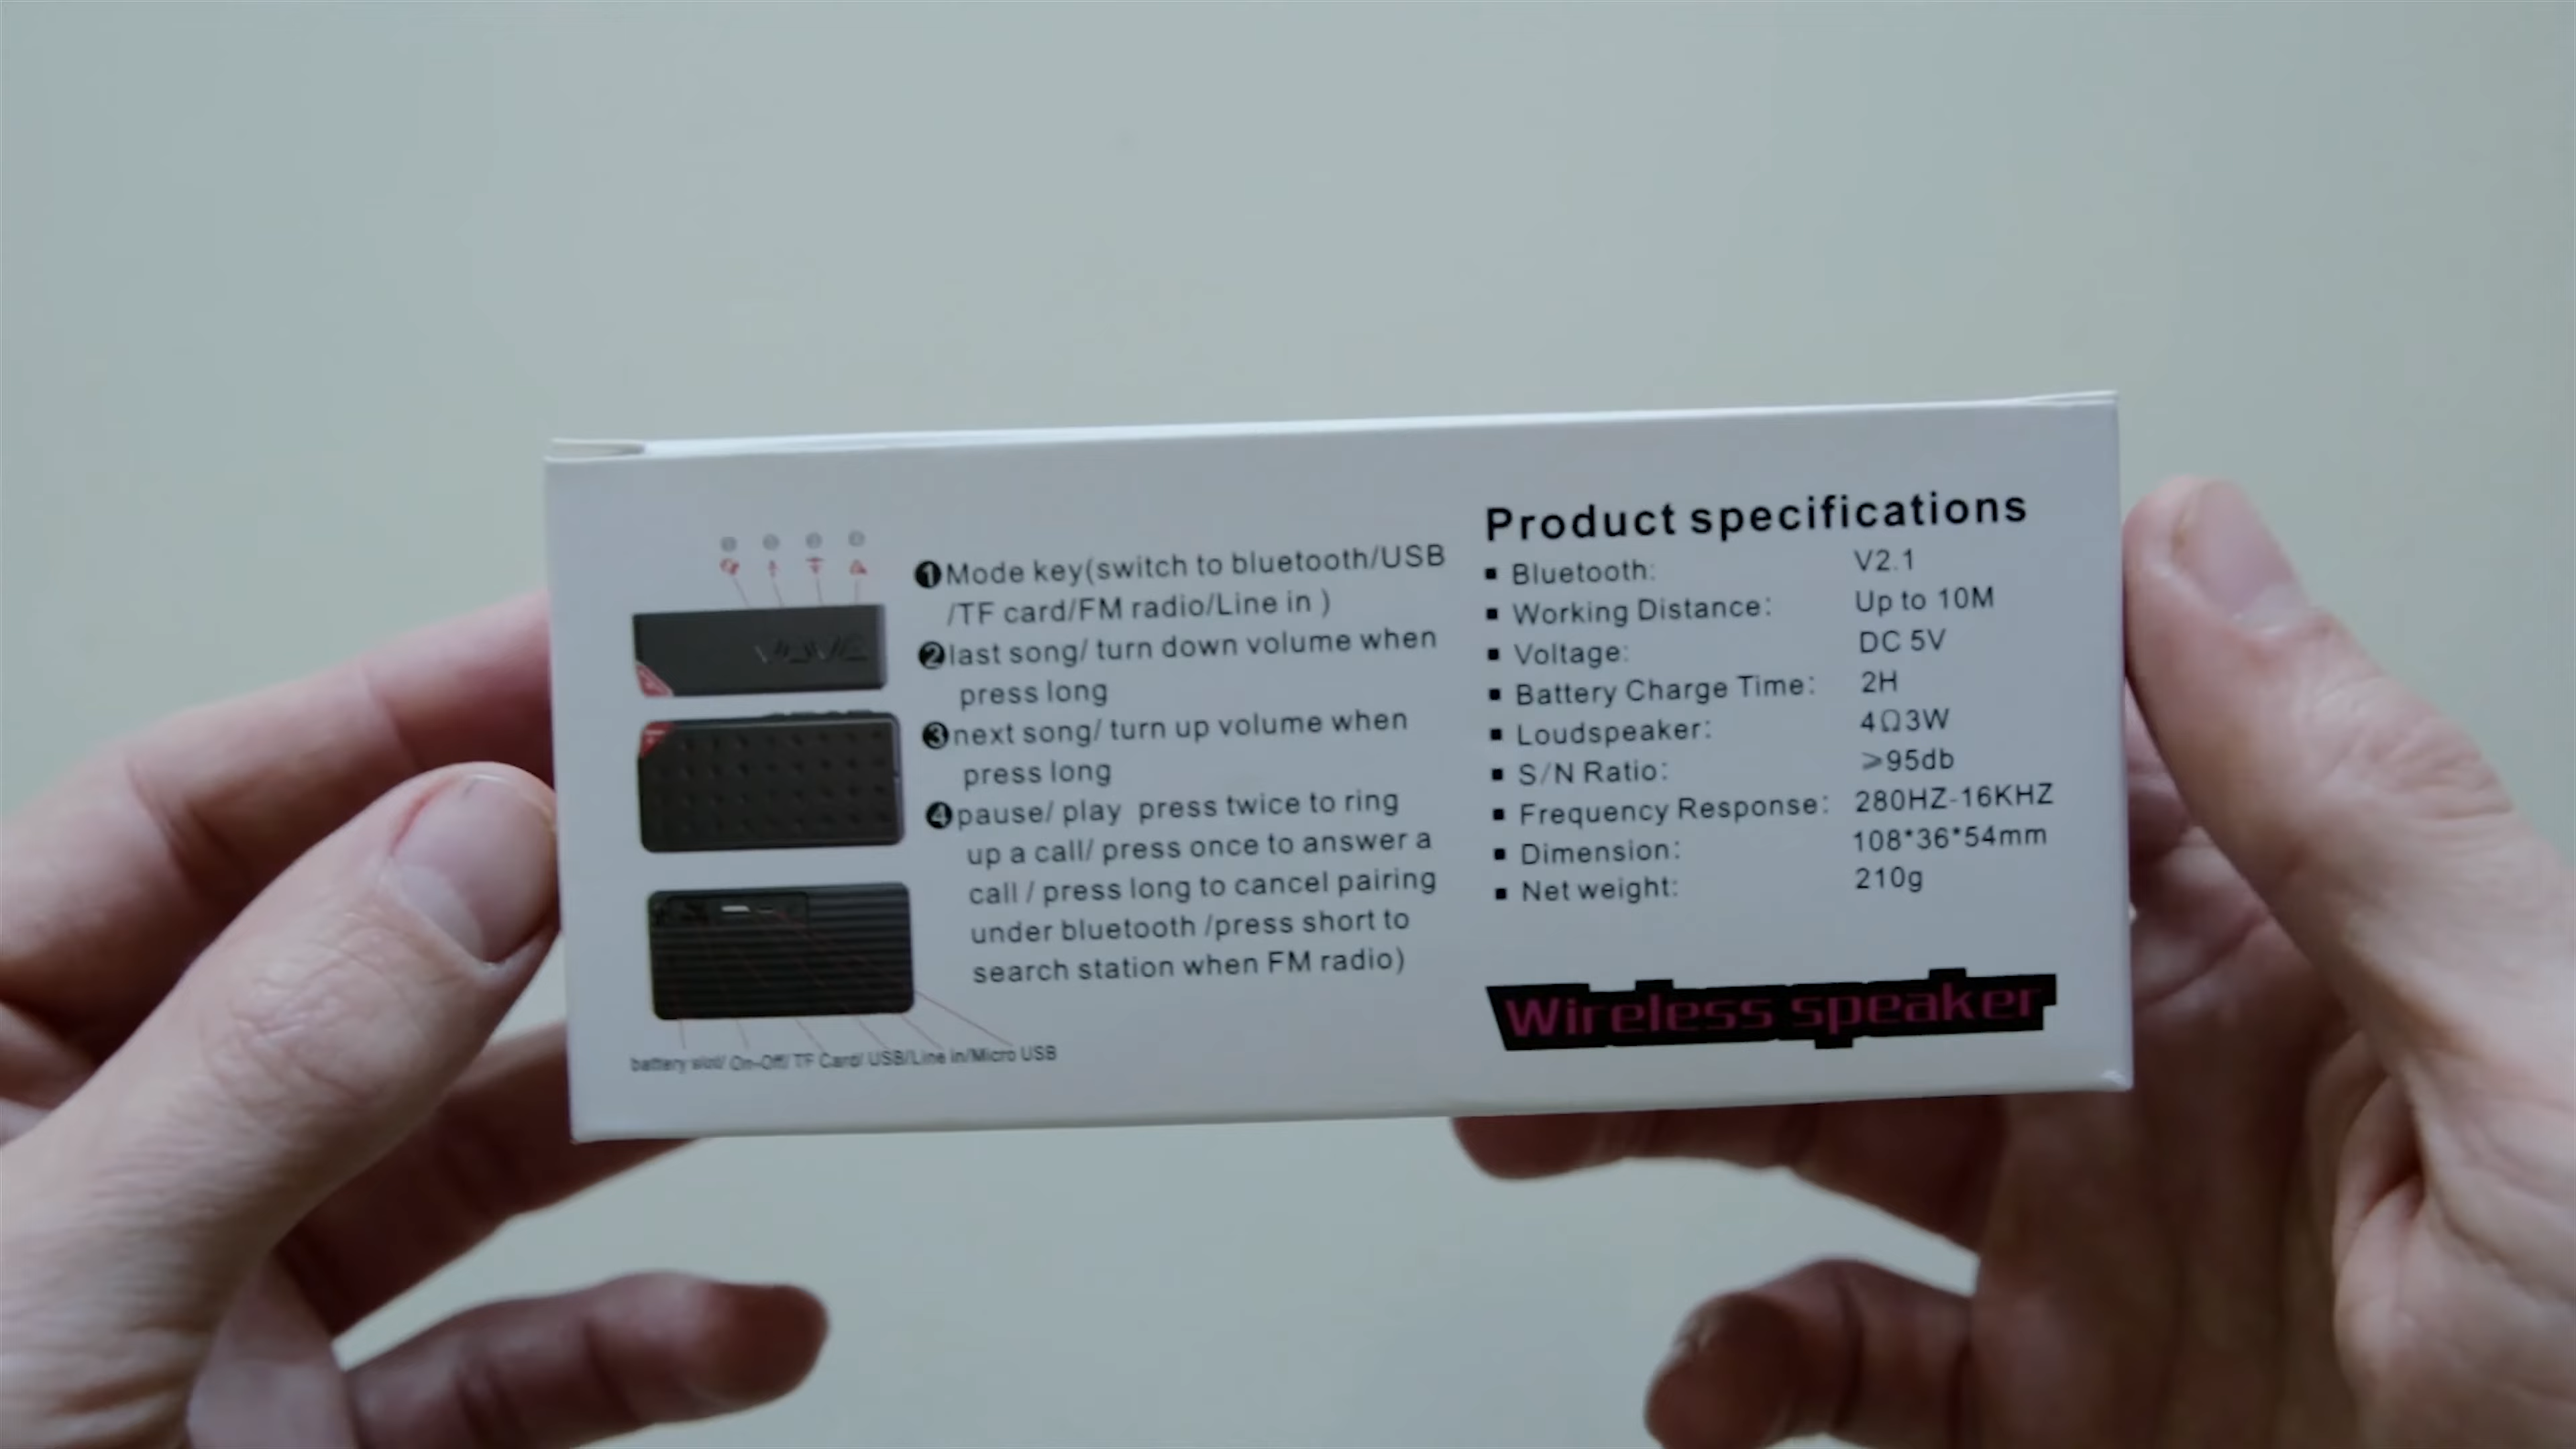 ❶Mode key(switch to bluetooth/USB
/TF card/FM radio/Line in )
❷last song/ turn down volume when
press long
❸next song/ turn up volume when
press long
❹pause/ play press twice to ring
up a call/ press once to answer a
call / press long to cancel pairing
under bluetooth /press short to
search station when FM radio)
battery slot/ On-Off/ TF Card/ USB/Line in/Micro USB
Product specifications
▪ Bluetooth: V2.1
▪ Working Distance: Up to 10M
▪ Voltage: DC 5V
▪ Battery Charge Time: 2H
▪ Loudspeaker: 4Ω3W
▪ S/N Ratio: ⩾95db
▪ Frequency Response: 280HZ-16KHZ
▪ Dimension: 108*36*54mm
▪ Net weight: 210g
Wireless speaker